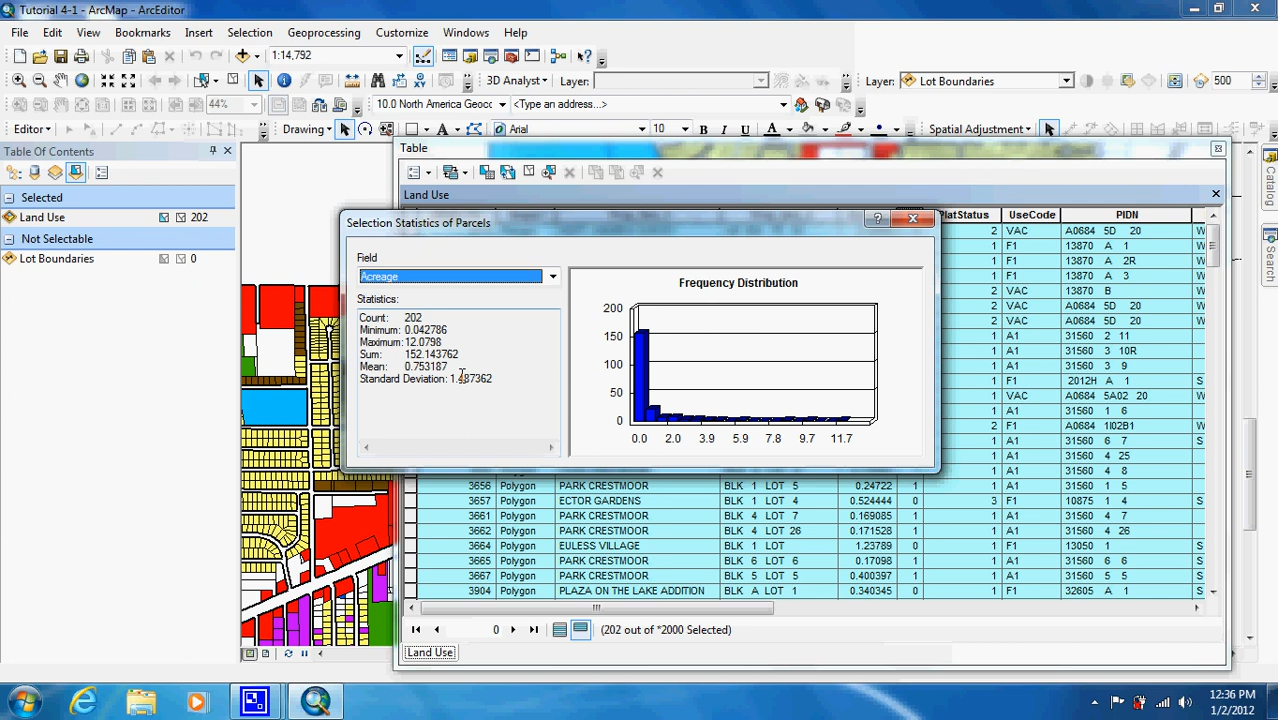 Tutorial 4-1 - ArcMap - ArcEditor
File Edit View Bookmarks Insert Selection Geoprocessing Customize Windows Help
1:14,792
3D Analyst Layer: Layer: Lot Boundaries 500
44% 10.0 North America Geocc <Type an address...>
Editor Drawing A Arial 10 B I U A Spatial Adjustment
Table Of Contents
Selected
Land Use 202
Not Selectable
Lot Boundaries 0
Table
Land Use
PlatStatus UseCode PIDN
2 VAC A0684 5D 20 W
1 F1 13870 A 1
1 F1 13870 A 2R
1 F1 13870 A 3
2 VAC 13870 B
2 VAC A0684 5D 20 W
2 VAC A0684 5D 20 W
1 A1 31560 2 11
1 A1 31560 3 10R
1 A1 31560 3 9
1 F1 2012H A 1 S
2 VAC A0684 5A02 20 W
1 A1 31560 1 6
2 F1 A0684 1I02B1 W
1 A1 31560 6 7 S
1 A1 31560 4 25
1 A1 31560 4 8
Selection Statistics of Parcels
Field
Acreage
Statistics:
Count: 202
Minimum: 0.042786
Maximum: 12.0798
Sum: 152.143762
Mean: 0.753187
Frequency Distribution
200
150
100
50
0
0.0 2.0 3.9 5.9 7.8 9.7 11.7
3656 Polygon PARK CRESTMOOR BLK 1 LOT 5 0.24722 1 1 A1 31560 1 5
3657 Polygon ECTOR GARDENS BLK 1 LOT 4 0.524444 0 3 F1 10875 1 4 S
3661 Polygon PARK CRESTMOOR BLK 4 LOT 7 0.169085 1 1 A1 31560 4 7
3662 Polygon PARK CRESTMOOR BLK 4 LOT 26 0.171528 1 1 A1 31560 4 26
3664 Polygon EULESS VILLAGE BLK 1 LOT 1.23789 0 1 F1 13050 1 S
3665 Polygon PARK CRESTMOOR BLK 6 LOT 6 0.17098 1 1 A1 31560 6 6 S
3667 Polygon PARK CRESTMOOR BLK 5 LOT 5 0.400397 1 1 A1 31560 5 5 S
3904 Polygon PLAZA ON THE LAKE ADDITION BLK A LOT 1 0.340345 0 1 F1 32605 A 1 S
0 (202 out of *2000 Selected)
Land Use
Catalog
Search
12:36 PM
1/2/2012